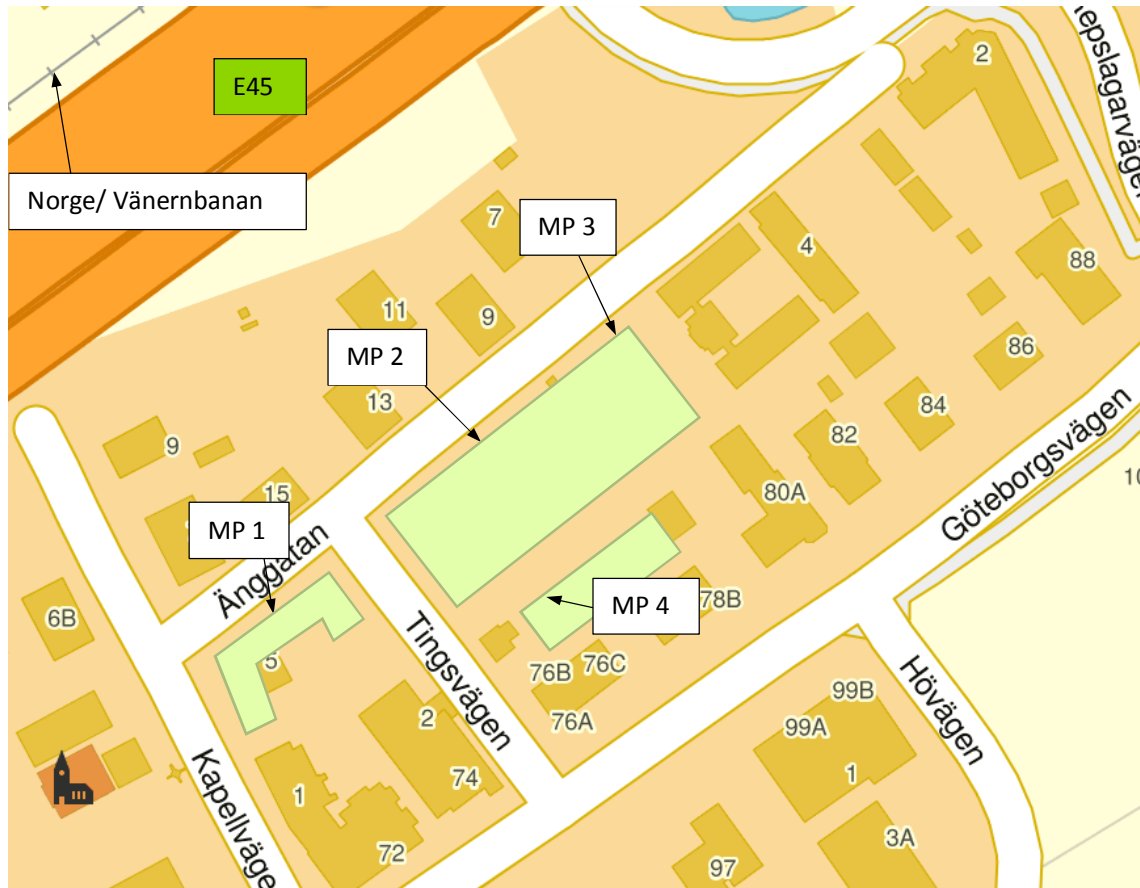 E45
Norge/ Vänernbanan
MP 3
MP 2
MP 1
MP 4
2
7
4
88
11
9
86
13
84
9
82
15
80A
Göteborgsvägen
Änggatan
6B
78B
5
76B
76C
Tingsvägen
Hövägen
76A
2
99B
99A
74
1
1
Kapellväge
3A
72
97